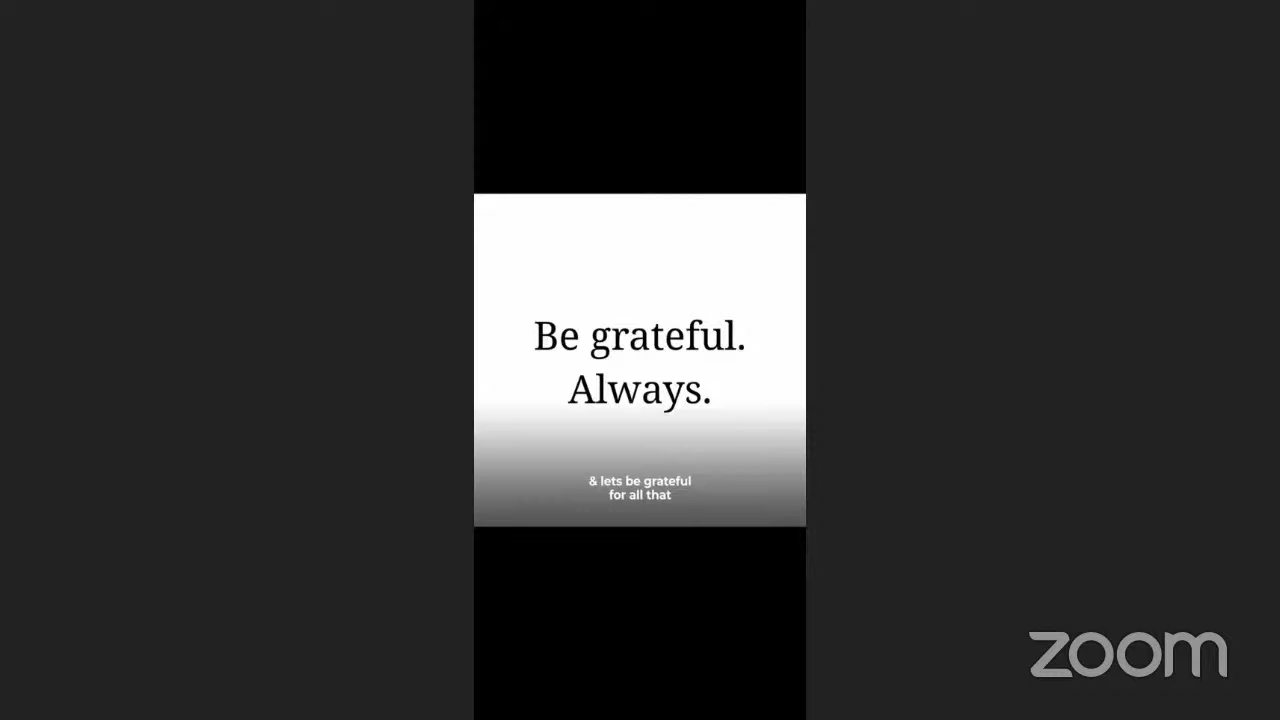 Be grateful.
Always.
& lets be grateful
for all that
zoom